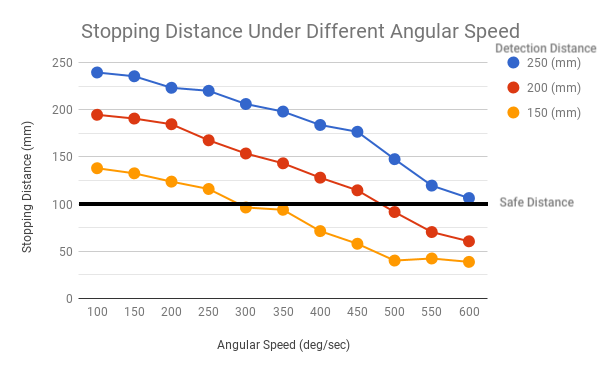 Stopping Distance Under Different Angular Speed
Detection Distance
250 (mm)
200 (mm)
150 (mm)
Safe Distance
Stopping Distance (mm)
250
200
150
100
50
0
100 150 200 250 300 350 400 450 500 550 600
Angular Speed (deg/sec)